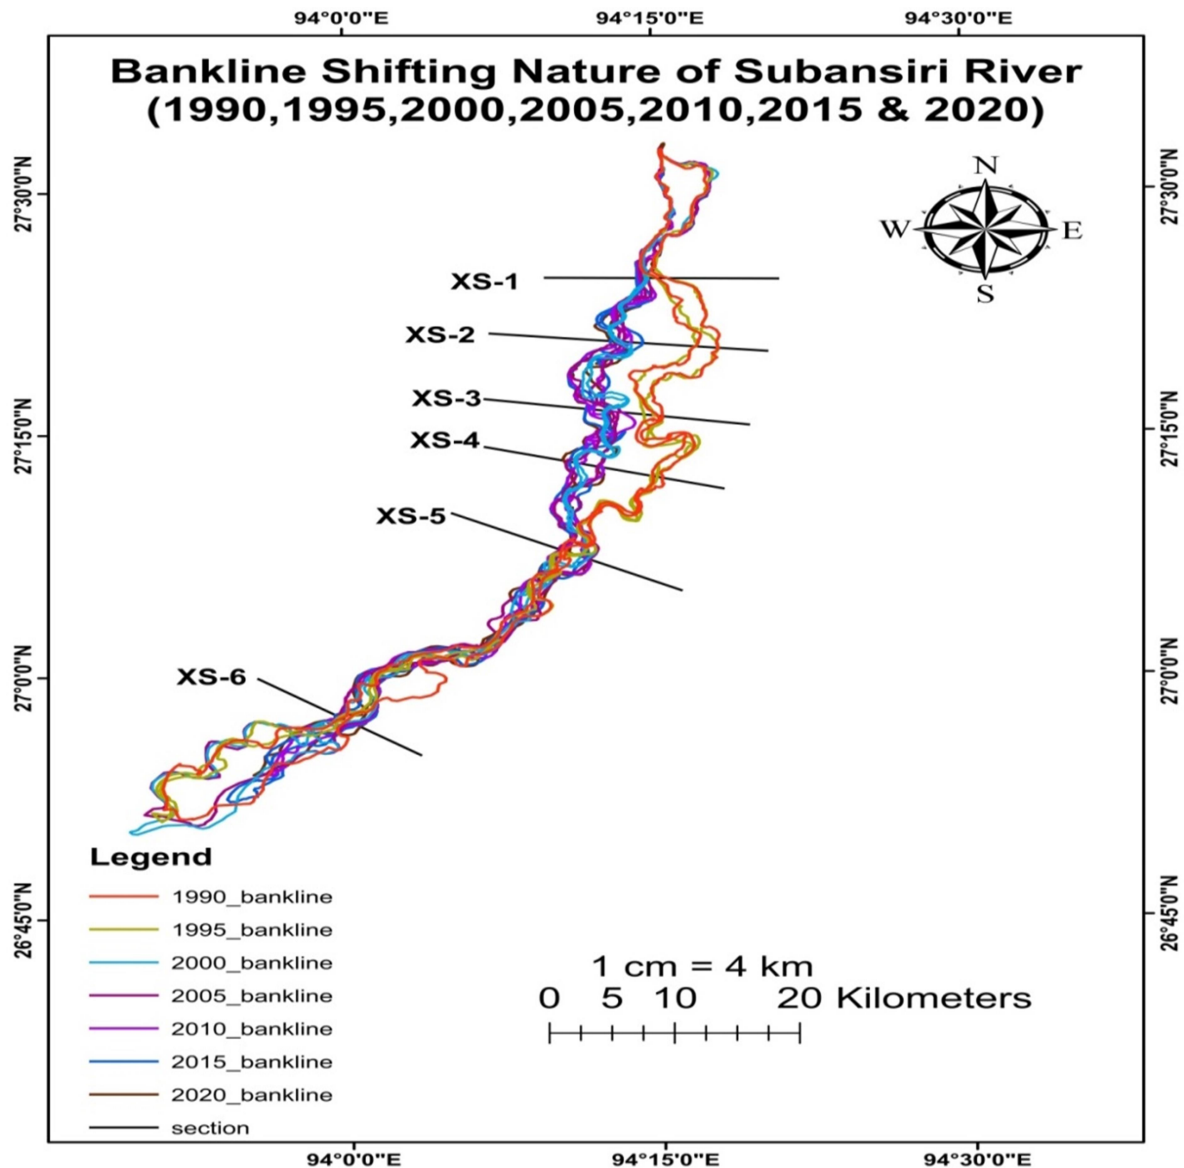 94°0'0"E 94°15'0"E 94°30'0"E
Bankline Shifting Nature of Subansiri River
(1990,1995,2000,2005,2010,2015 & 2020)
27°30'0"N
27°15'0"N
27°0'0"N
26°45'0"N
27°30'0"N
27°15'0"N
27°0'0"N
26°45'0"N
N
W E
S
XS-1
XS-2
XS-3
XS-4
XS-5
XS-6
Legend
1990_bankline
1995_bankline
2000_bankline
2005_bankline
2010_bankline
2015_bankline
2020_bankline
section
1 cm = 4 km
0 5 10 20 Kilometers
94°0'0"E 94°15'0"E 94°30'0"E